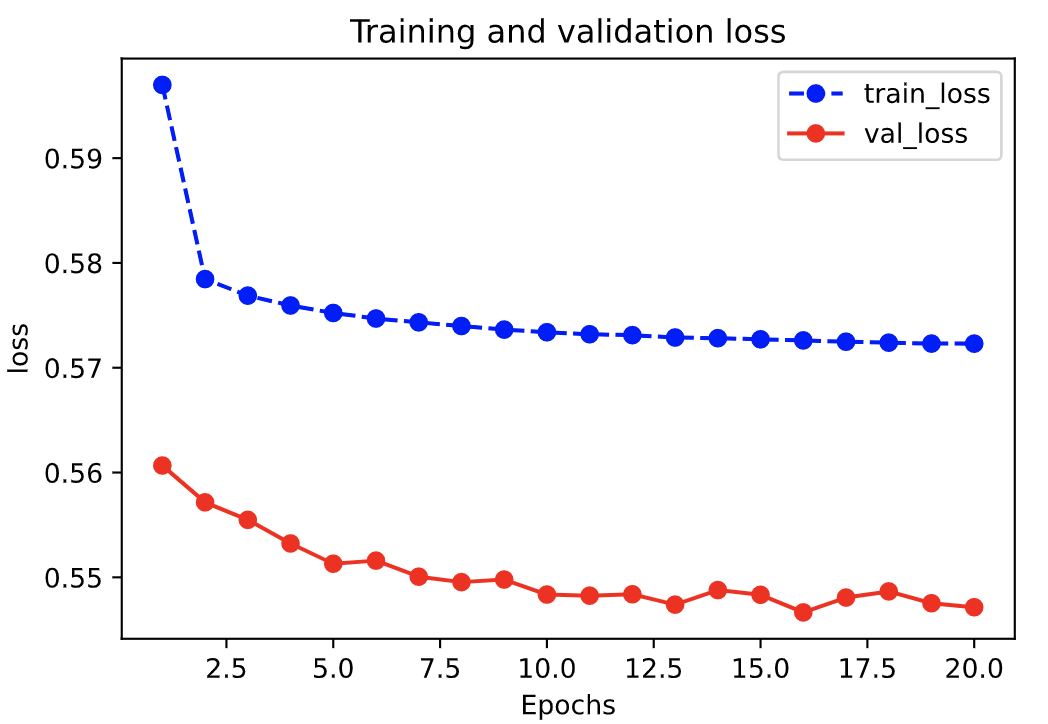 Training and validation loss
train_loss
val_loss
0.59
0.58
0.57
0.56
0.55
loss
2.5 5.0 7.5 10.0 12.5 15.0 17.5 20.0
Epochs